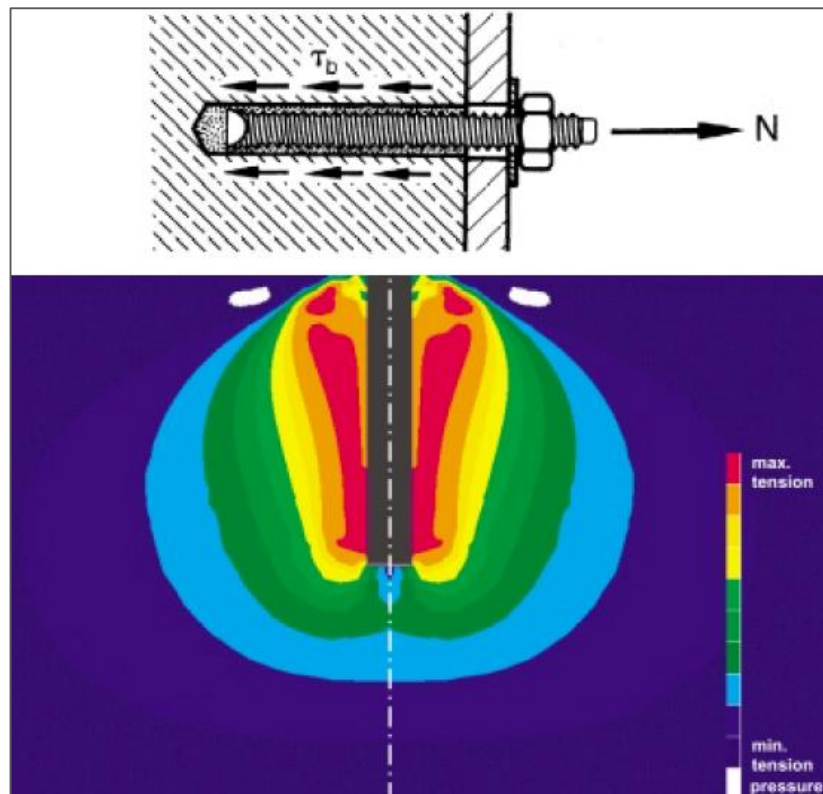 τb
N
max.
tension
min.
tension
pressure